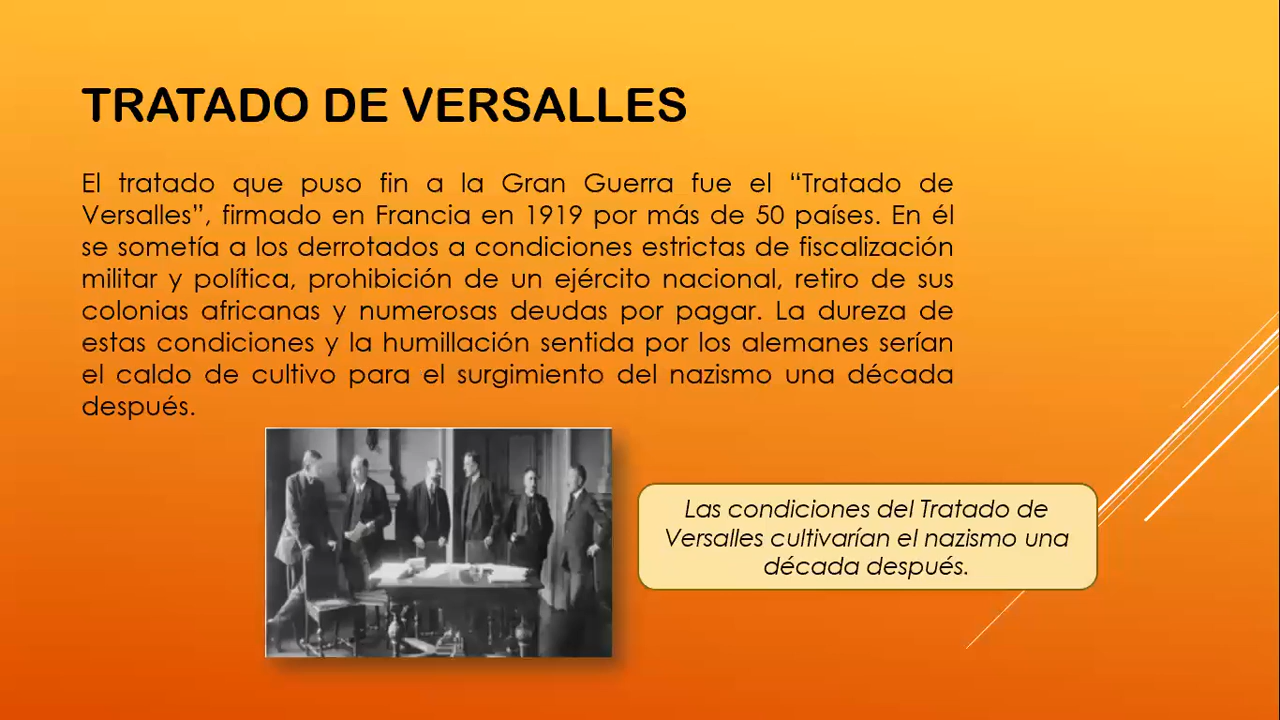 TRATADO DE VERSALLES
El tratado que puso fin a la Gran Guerra fue el “Tratado de
Versalles”, firmado en Francia en 1919 por más de 50 países. En él
se sometía a los derrotados a condiciones estrictas de fiscalización
militar y política, prohibición de un ejército nacional, retiro de sus
colonias africanas y numerosas deudas por pagar. La dureza de
estas condiciones y la humillación sentida por los alemanes serían
el caldo de cultivo para el surgimiento del nazismo una década
después.
Las condiciones del Tratado de
Versalles cultivarían el nazismo una
década después.